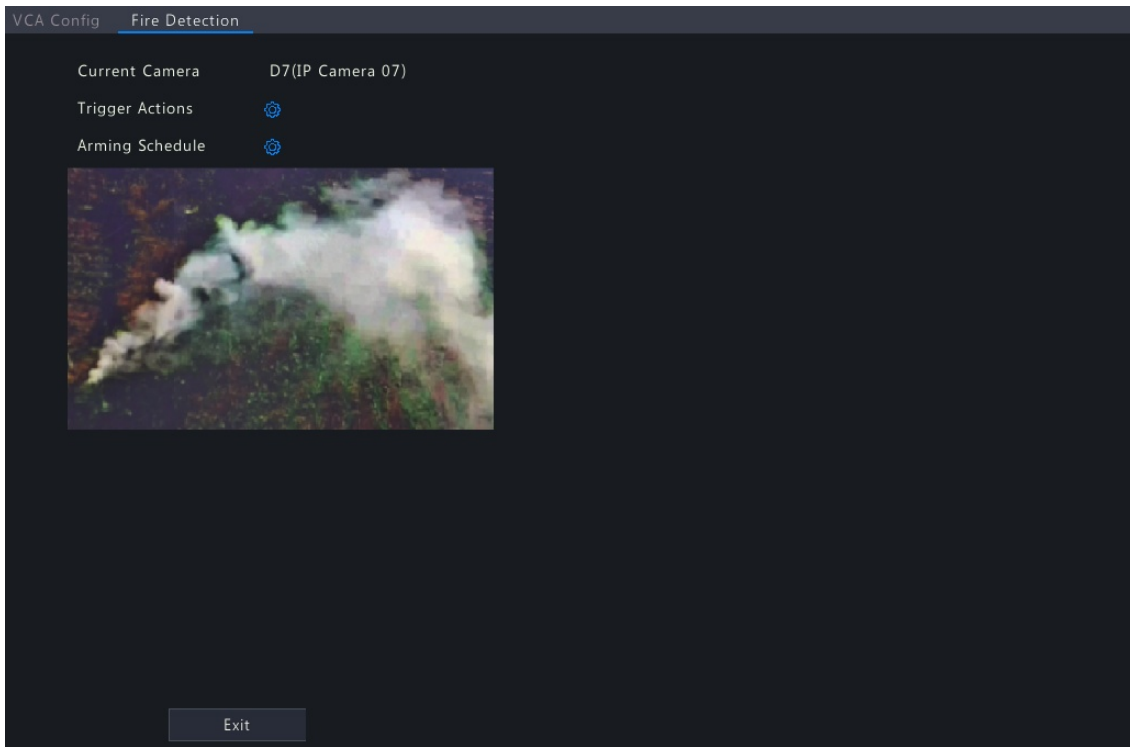 VCA Config Fire Detection
Current Camera D7(IP Camera 07)
Trigger Actions
Arming Schedule
Exit